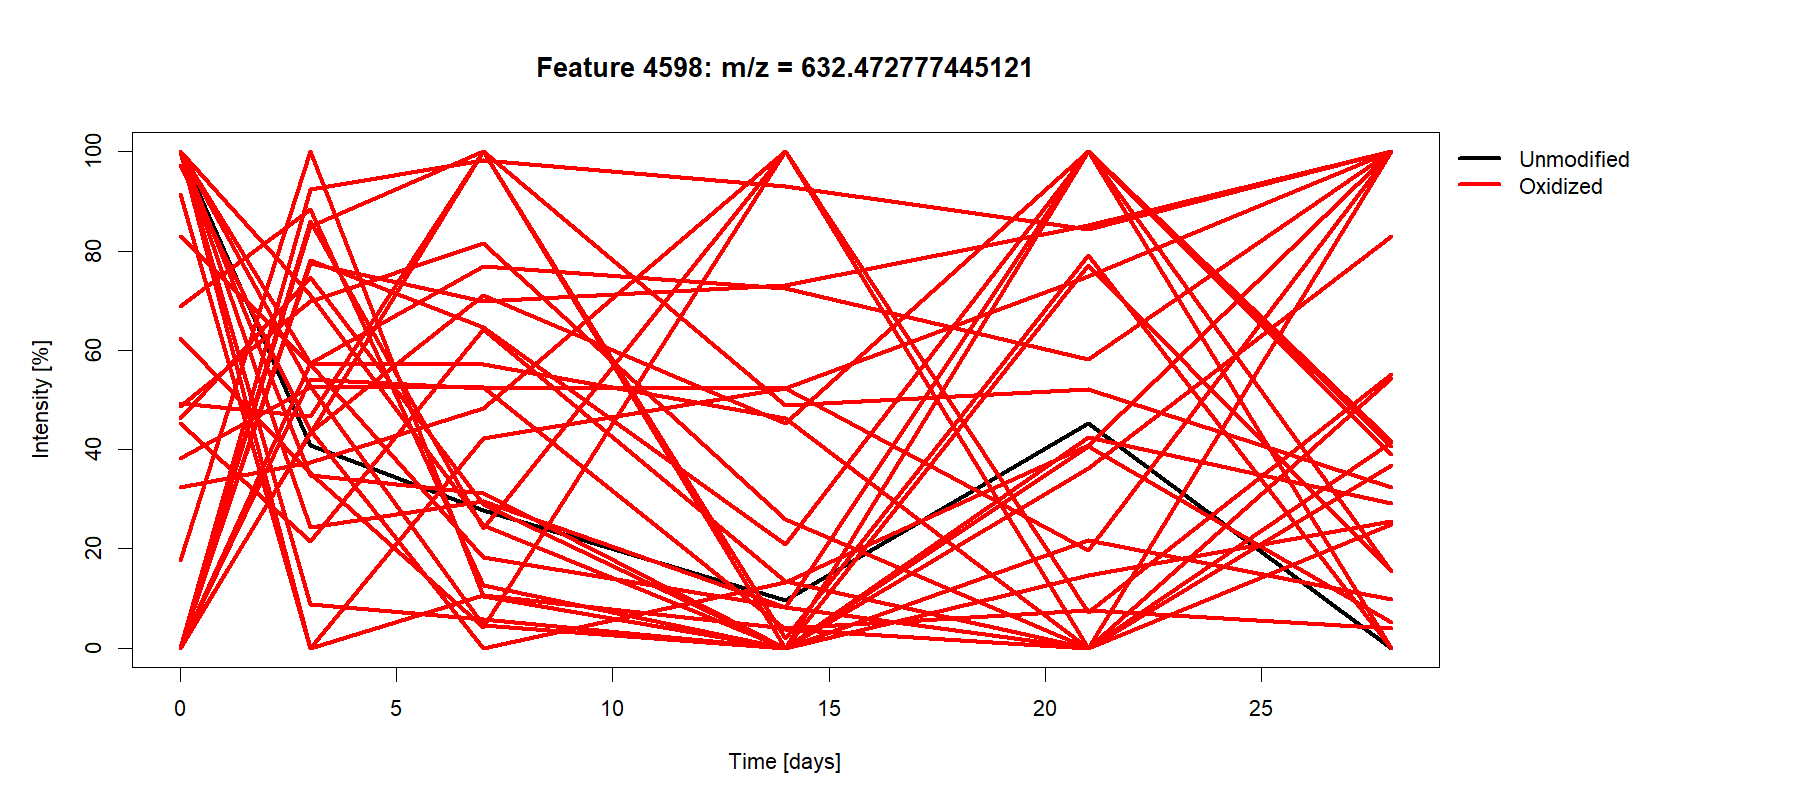 Feature 4598: m/z = 632.472777445121
Unmodified
Oxidized
Intensity [%]
100
80
60
40
20
0
0 5 10 15 20 25
Time [days]